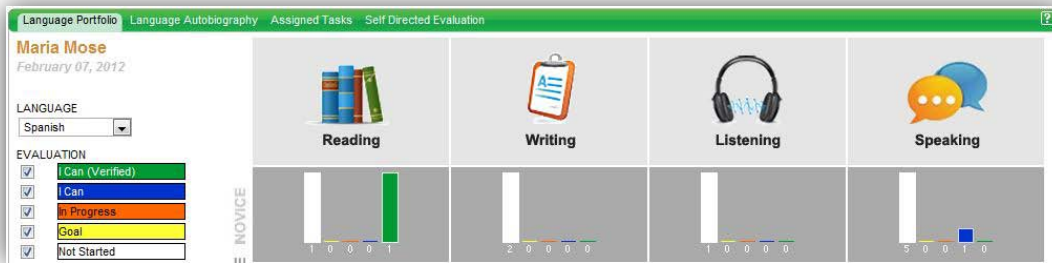 Language Portfolio Language Autobiography Assigned Tasks Self Directed Evaluation ?
Maria Mose
February 07, 2012
LANGUAGE
Spanish
EVALUATION
I Can (Verified)
I Can
In Progress
Goal
Not Started
Reading Writing Listening Speaking
NOVICE
1 0 0 0 1 2 0 0 0 0 1 0 0 0 0 5 0 0 1 0